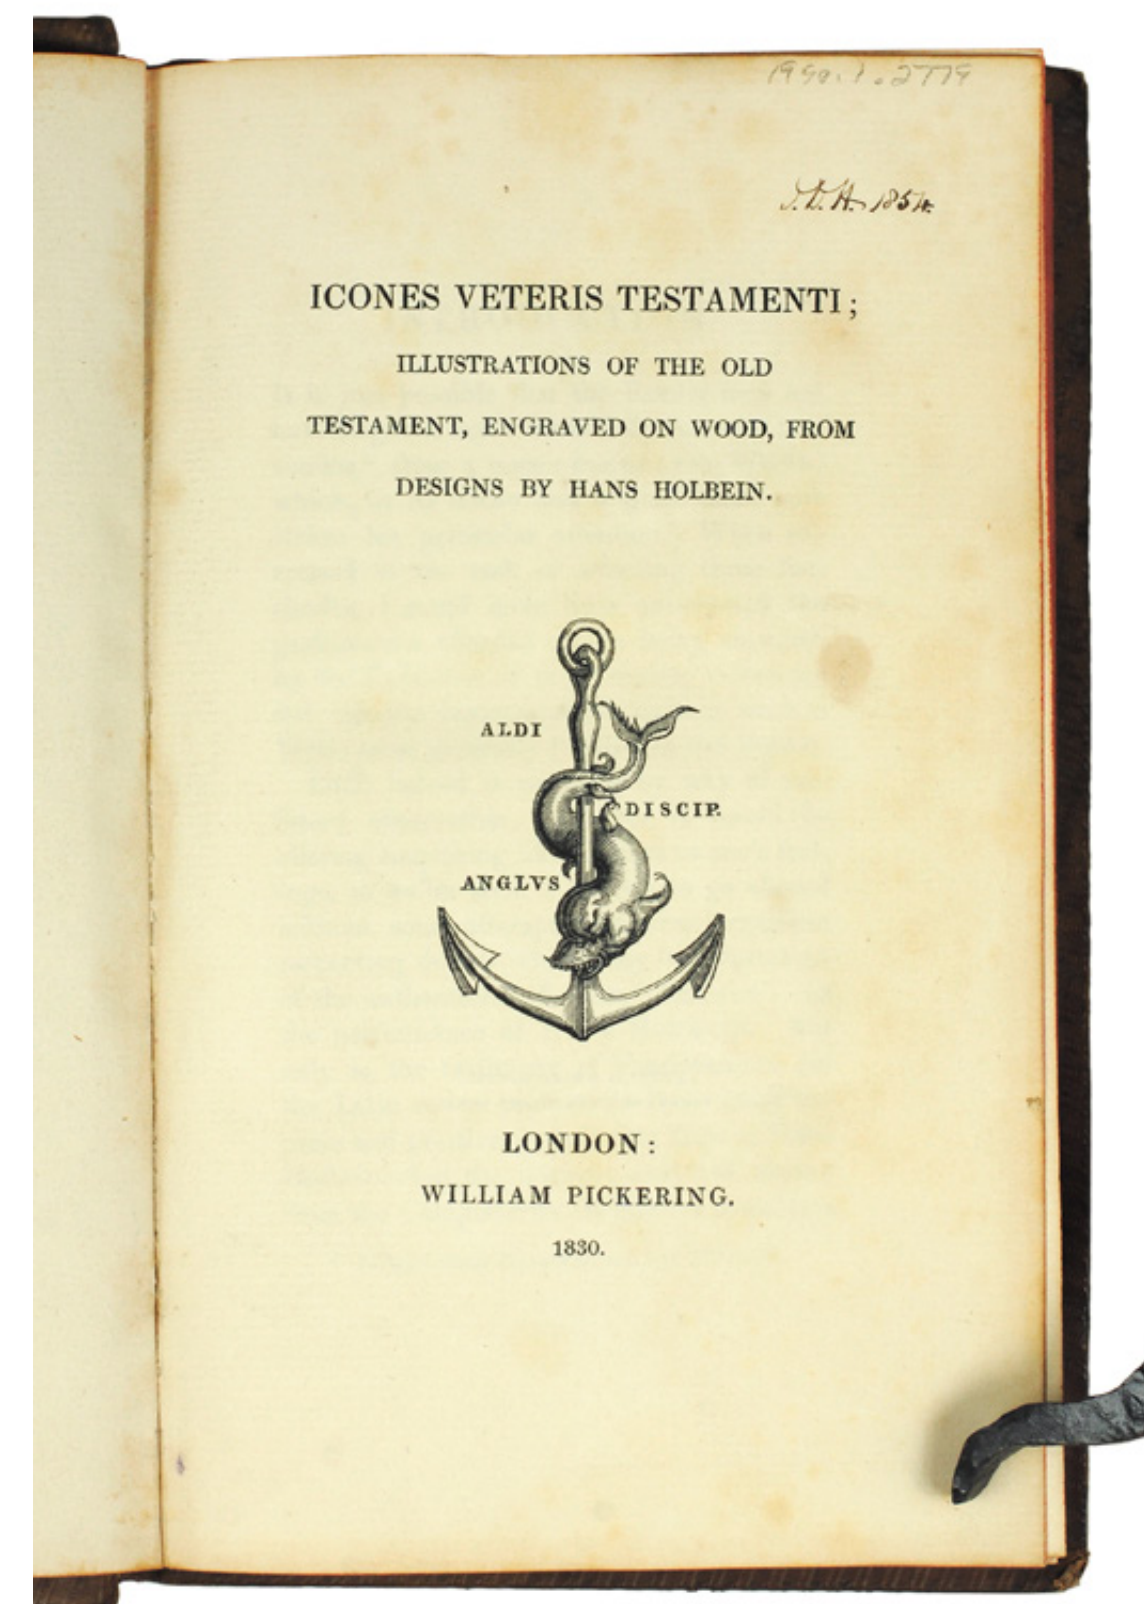 J.L.H. 1854.
ICONES VETERIS TESTAMENTI;
ILLUSTRATIONS OF THE OLD
TESTAMENT, ENGRAVED ON WOOD, FROM
DESIGNS BY HANS HOLBEIN.
ALDI
DISCIP.
ANGLVS
LONDON:
WILLIAM PICKERING.
1830.